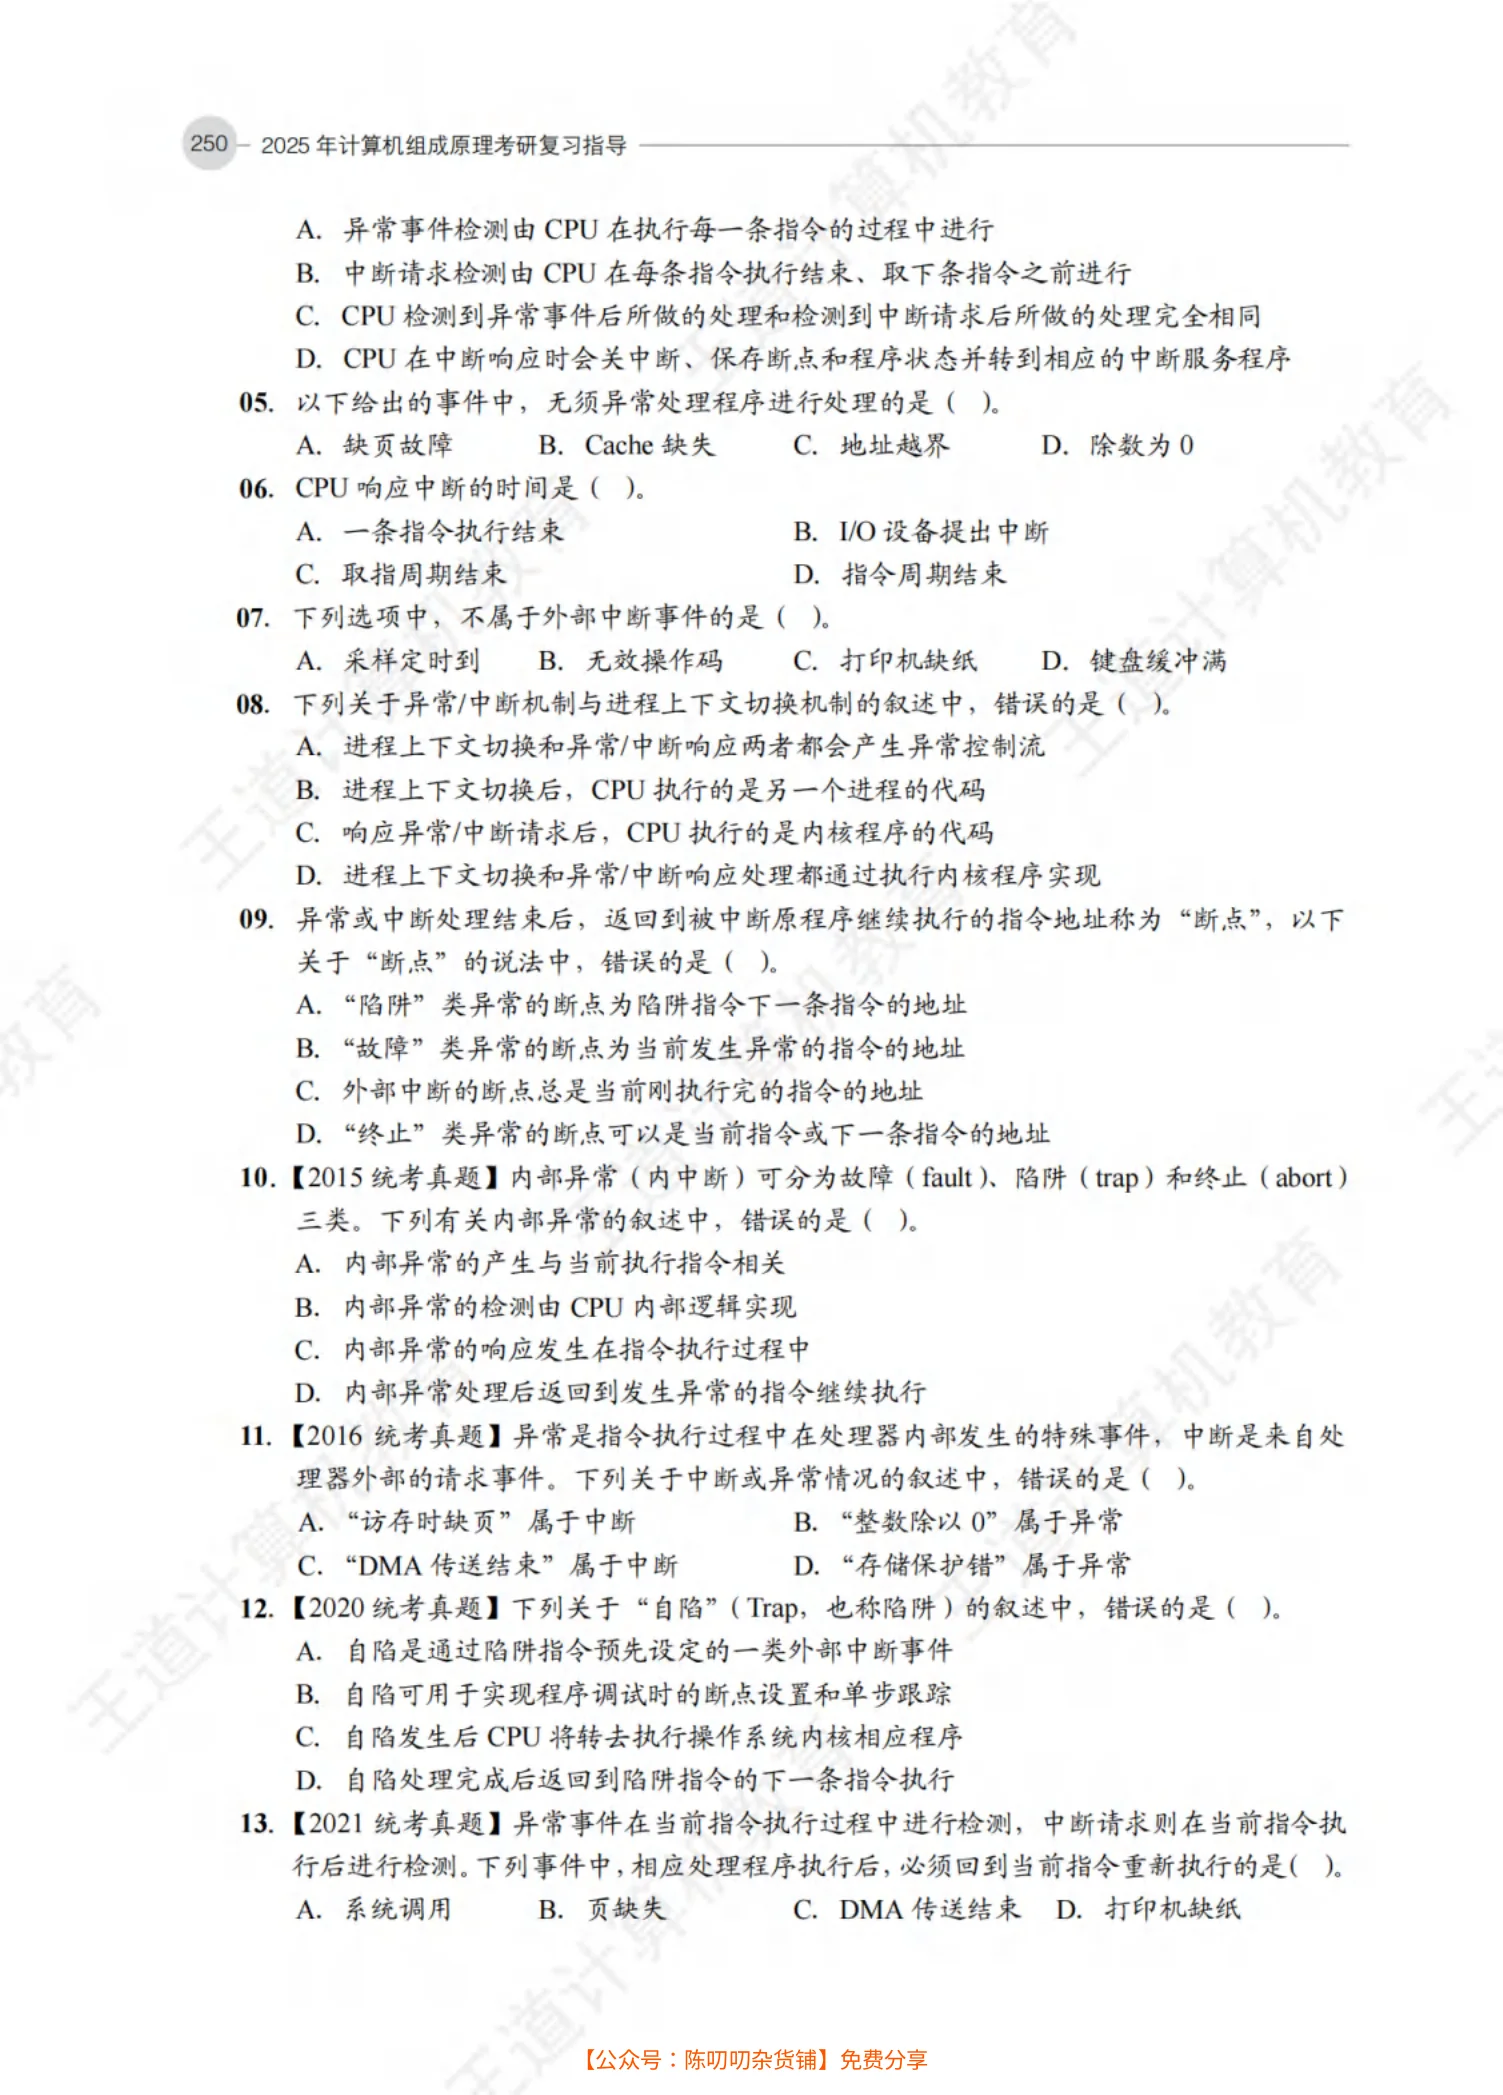 250 2025 年计算机组成原理考研复习指导
A. 异常事件检测由 CPU 在执行每一条指令的过程中进行
B. 中断请求检测由 CPU 在每条指令执行结束、取下条指令之前进行
C. CPU 检测到异常事件后所做的处理和检测到中断请求后所做的处理完全相同
D. CPU 在中断响应时会关中断、保存断点和程序状态并转到相应的中断服务程序
05. 以下给出的事件中，无须异常处理程序进行处理的是（ ）。
A. 缺页故障 B. Cache 缺失 C. 地址越界 D. 除数为 0
06. CPU 响应中断的时间是（ ）。
A. 一条指令执行结束 B. I/O 设备提出中断
C. 取指周期结束 D. 指令周期结束
07. 下列选项中，不属于外部中断事件的是（ ）。
A. 采样定时到 B. 无效操作码 C. 打印机缺纸 D. 键盘缓冲满
08. 下列关于异常/中断机制与进程上下文切换机制的叙述中，错误的是（ ）。
A. 进程上下文切换和异常/中断响应两者都会产生异常控制流
B. 进程上下文切换后，CPU 执行的是另一个进程的代码
C. 响应异常/中断请求后，CPU 执行的是内核程序的代码
D. 进程上下文切换和异常/中断响应处理都通过执行内核程序实现
09. 异常或中断处理结束后，返回到被中断原程序继续执行的指令地址称为“断点”，以下
关于“断点”的说法中，错误的是（ ）。
A. “陷阱”类异常的断点为陷阱指令下一条指令的地址
B. “故障”类异常的断点为当前发生异常的指令的地址
C. 外部中断的断点总是当前刚执行完的指令的地址
D. “终止”类异常的断点可以是当前指令或下一条指令的地址
10. 【2015 统考真题】内部异常（内中断）可分为故障（fault）、陷阱（trap）和终止（abort）
三类。下列有关内部异常的叙述中，错误的是（ ）。
A. 内部异常的产生与当前执行指令相关
B. 内部异常的检测由 CPU 内部逻辑实现
C. 内部异常的响应发生在指令执行过程中
D. 内部异常处理后返回到发生异常的指令继续执行
11. 【2016 统考真题】异常是指令执行过程中在处理器内部发生的特殊事件，中断是来自处
理器外部的请求事件。下列关于中断或异常情况的叙述中，错误的是（ ）。
A. “访存时缺页”属于中断 B. “整数除以 0”属于异常
C. “DMA 传送结束”属于中断 D. “存储保护错”属于异常
12. 【2020 统考真题】下列关于“自陷”（Trap，也称陷阱）的叙述中，错误的是（ ）。
A. 自陷是通过陷阱指令预先设定的一类外部中断事件
B. 自陷可用于实现程序调试时的断点设置和单步跟踪
C. 自陷发生后 CPU 将转去执行操作系统内核相应程序
D. 自陷处理完成后返回到陷阱指令的下一条指令执行
13. 【2021 统考真题】异常事件在当前指令执行过程中进行检测，中断请求则在当前指令执
行后进行检测。下列事件中，相应处理程序执行后，必须回到当前指令重新执行的是（ ）。
A. 系统调用 B. 页缺失 C. DMA 传送结束 D. 打印机缺纸
【公众号：陈叨叨杂货铺】免费分享
王道计算机教育